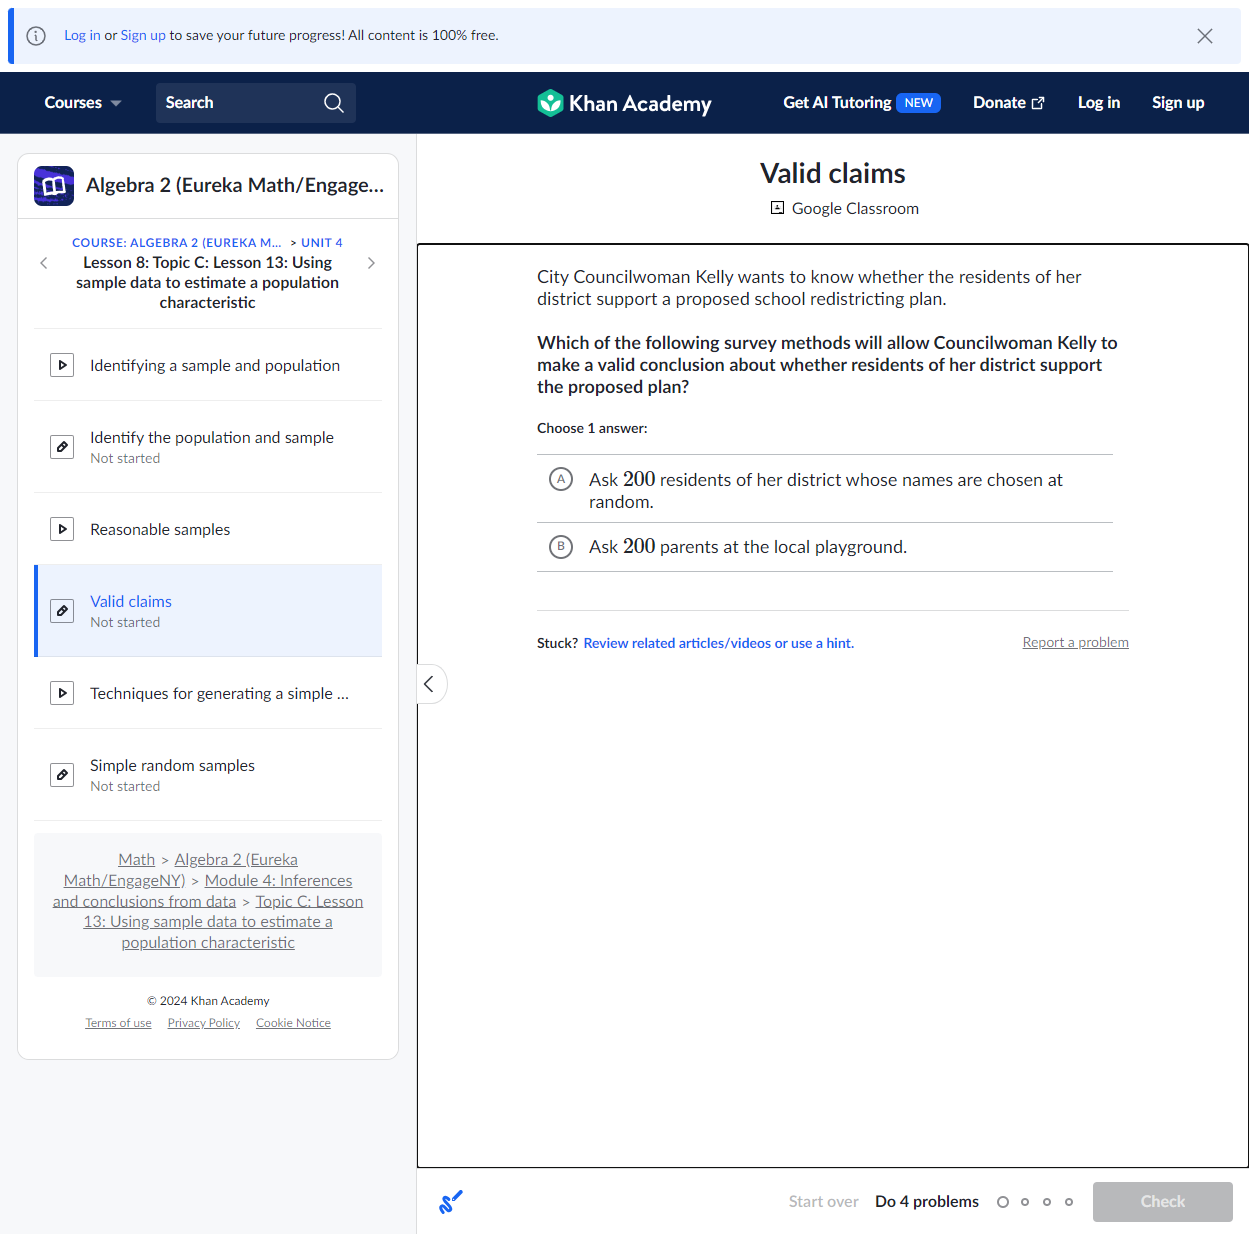 Log in or Sign up to save your future progress! All content is 100% free.
Courses
Search
Khan Academy
Get AI Tutoring NEW
Donate
Log in
Sign up
Algebra 2 (Eureka Math/Engage...
COURSE: ALGEBRA 2 (EUREKA M... > UNIT 4
Lesson 8: Topic C: Lesson 13: Using
sample data to estimate a population
characteristic
Identifying a sample and population
Identify the population and sample
Not started
Reasonable samples
Valid claims
Not started
Techniques for generating a simple ...
Simple random samples
Not started
Math > Algebra 2 (Eureka
Math/EngageNY) > Module 4: Inferences
and conclusions from data > Topic C: Lesson
13: Using sample data to estimate a
population characteristic
© 2024 Khan Academy
Terms of use Privacy Policy Cookie Notice
Valid claims
Google Classroom
City Councilwoman Kelly wants to know whether the residents of her
district support a proposed school redistricting plan.
Which of the following survey methods will allow Councilwoman Kelly to
make a valid conclusion about whether residents of her district support
the proposed plan?
Choose 1 answer:
A Ask 200 residents of her district whose names are chosen at
random.
B Ask 200 parents at the local playground.
Stuck? Review related articles/videos or use a hint.
Report a problem
Start over
Do 4 problems
Check